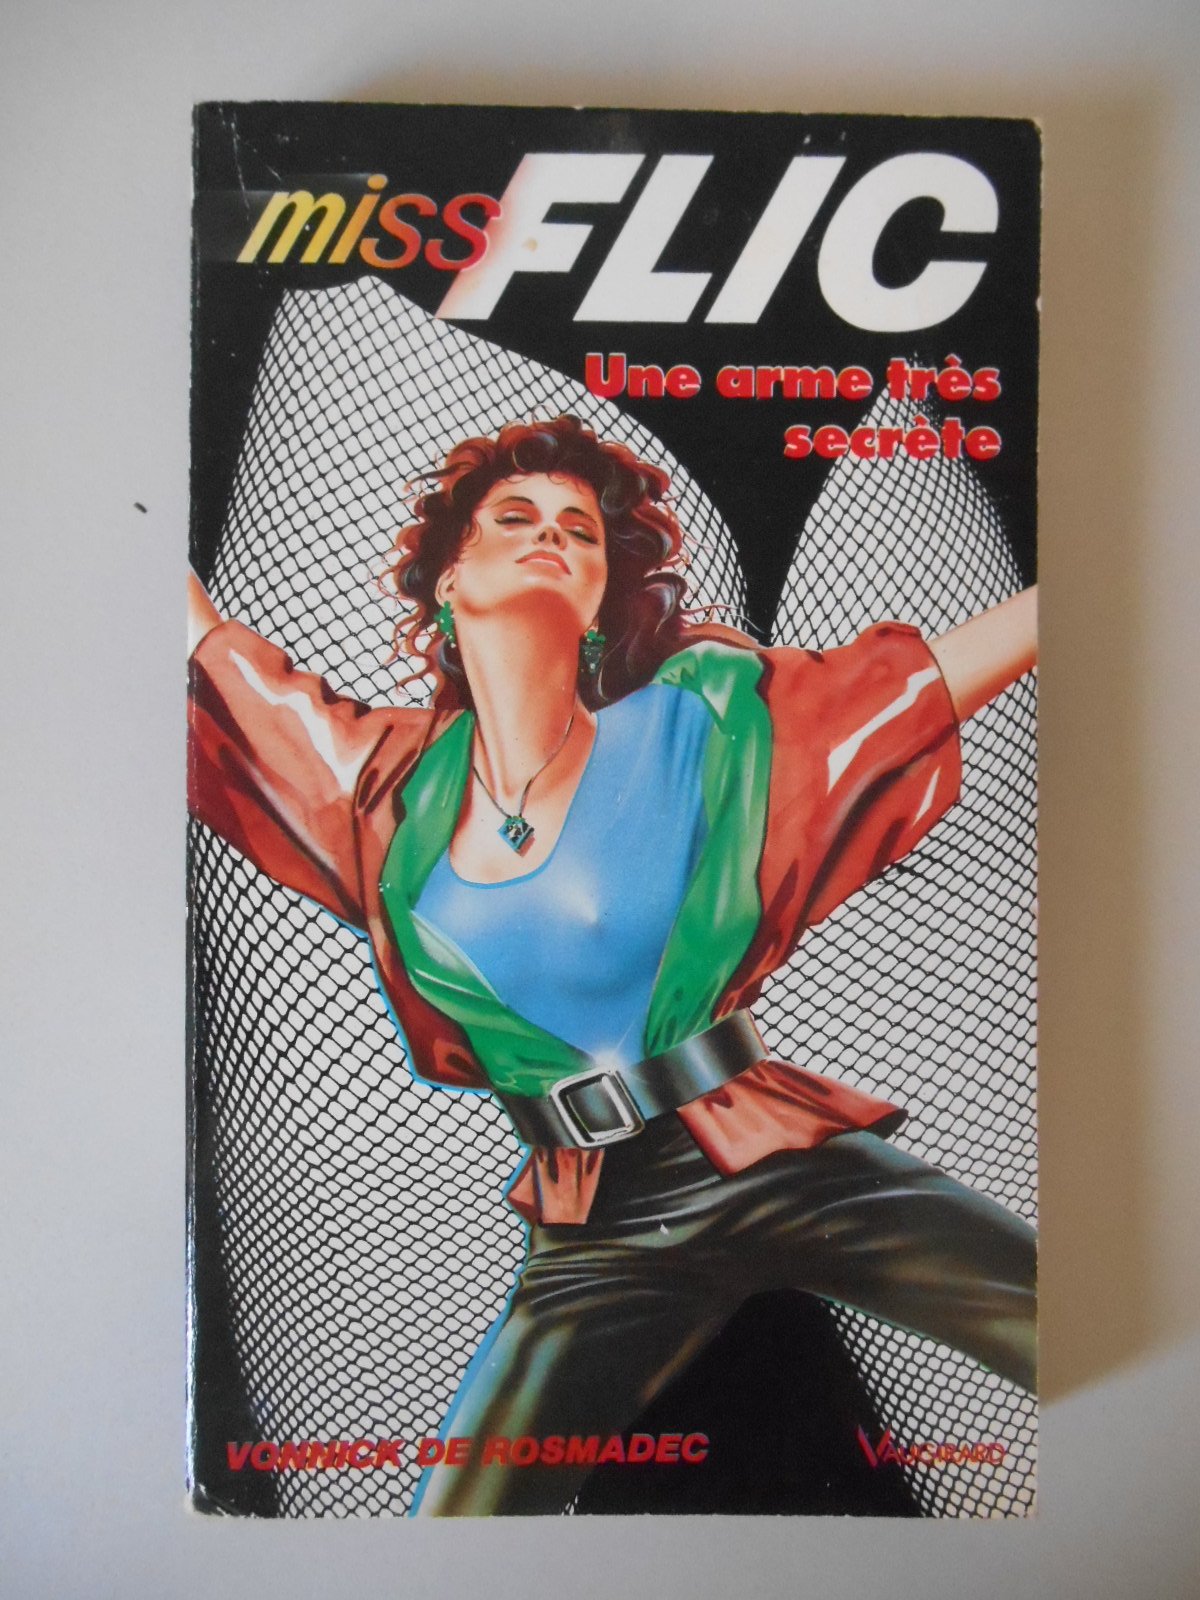 miss FLIC
Une arme très
secrète
VONNICK DE ROSMADEC
VAUGIRARD